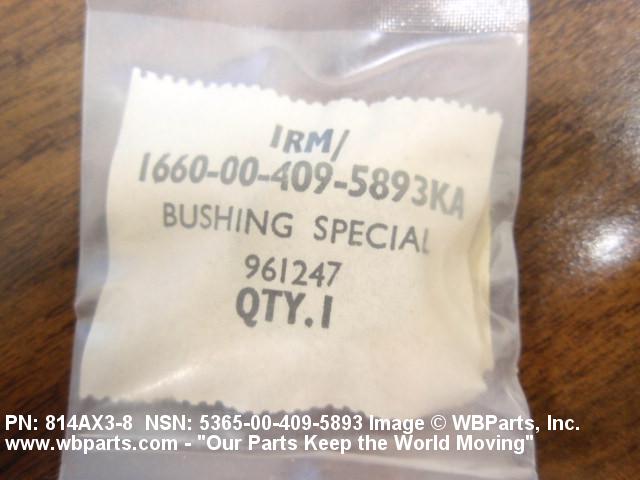 IRM/
1660-00-409-5893KA
BUSHING SPECIAL
961247
QTY.1
PN: 814AX3-8 NSN: 5365-00-409-5893 Image © WBParts, Inc.
www.wbparts.com - "Our Parts Keep the World Moving"